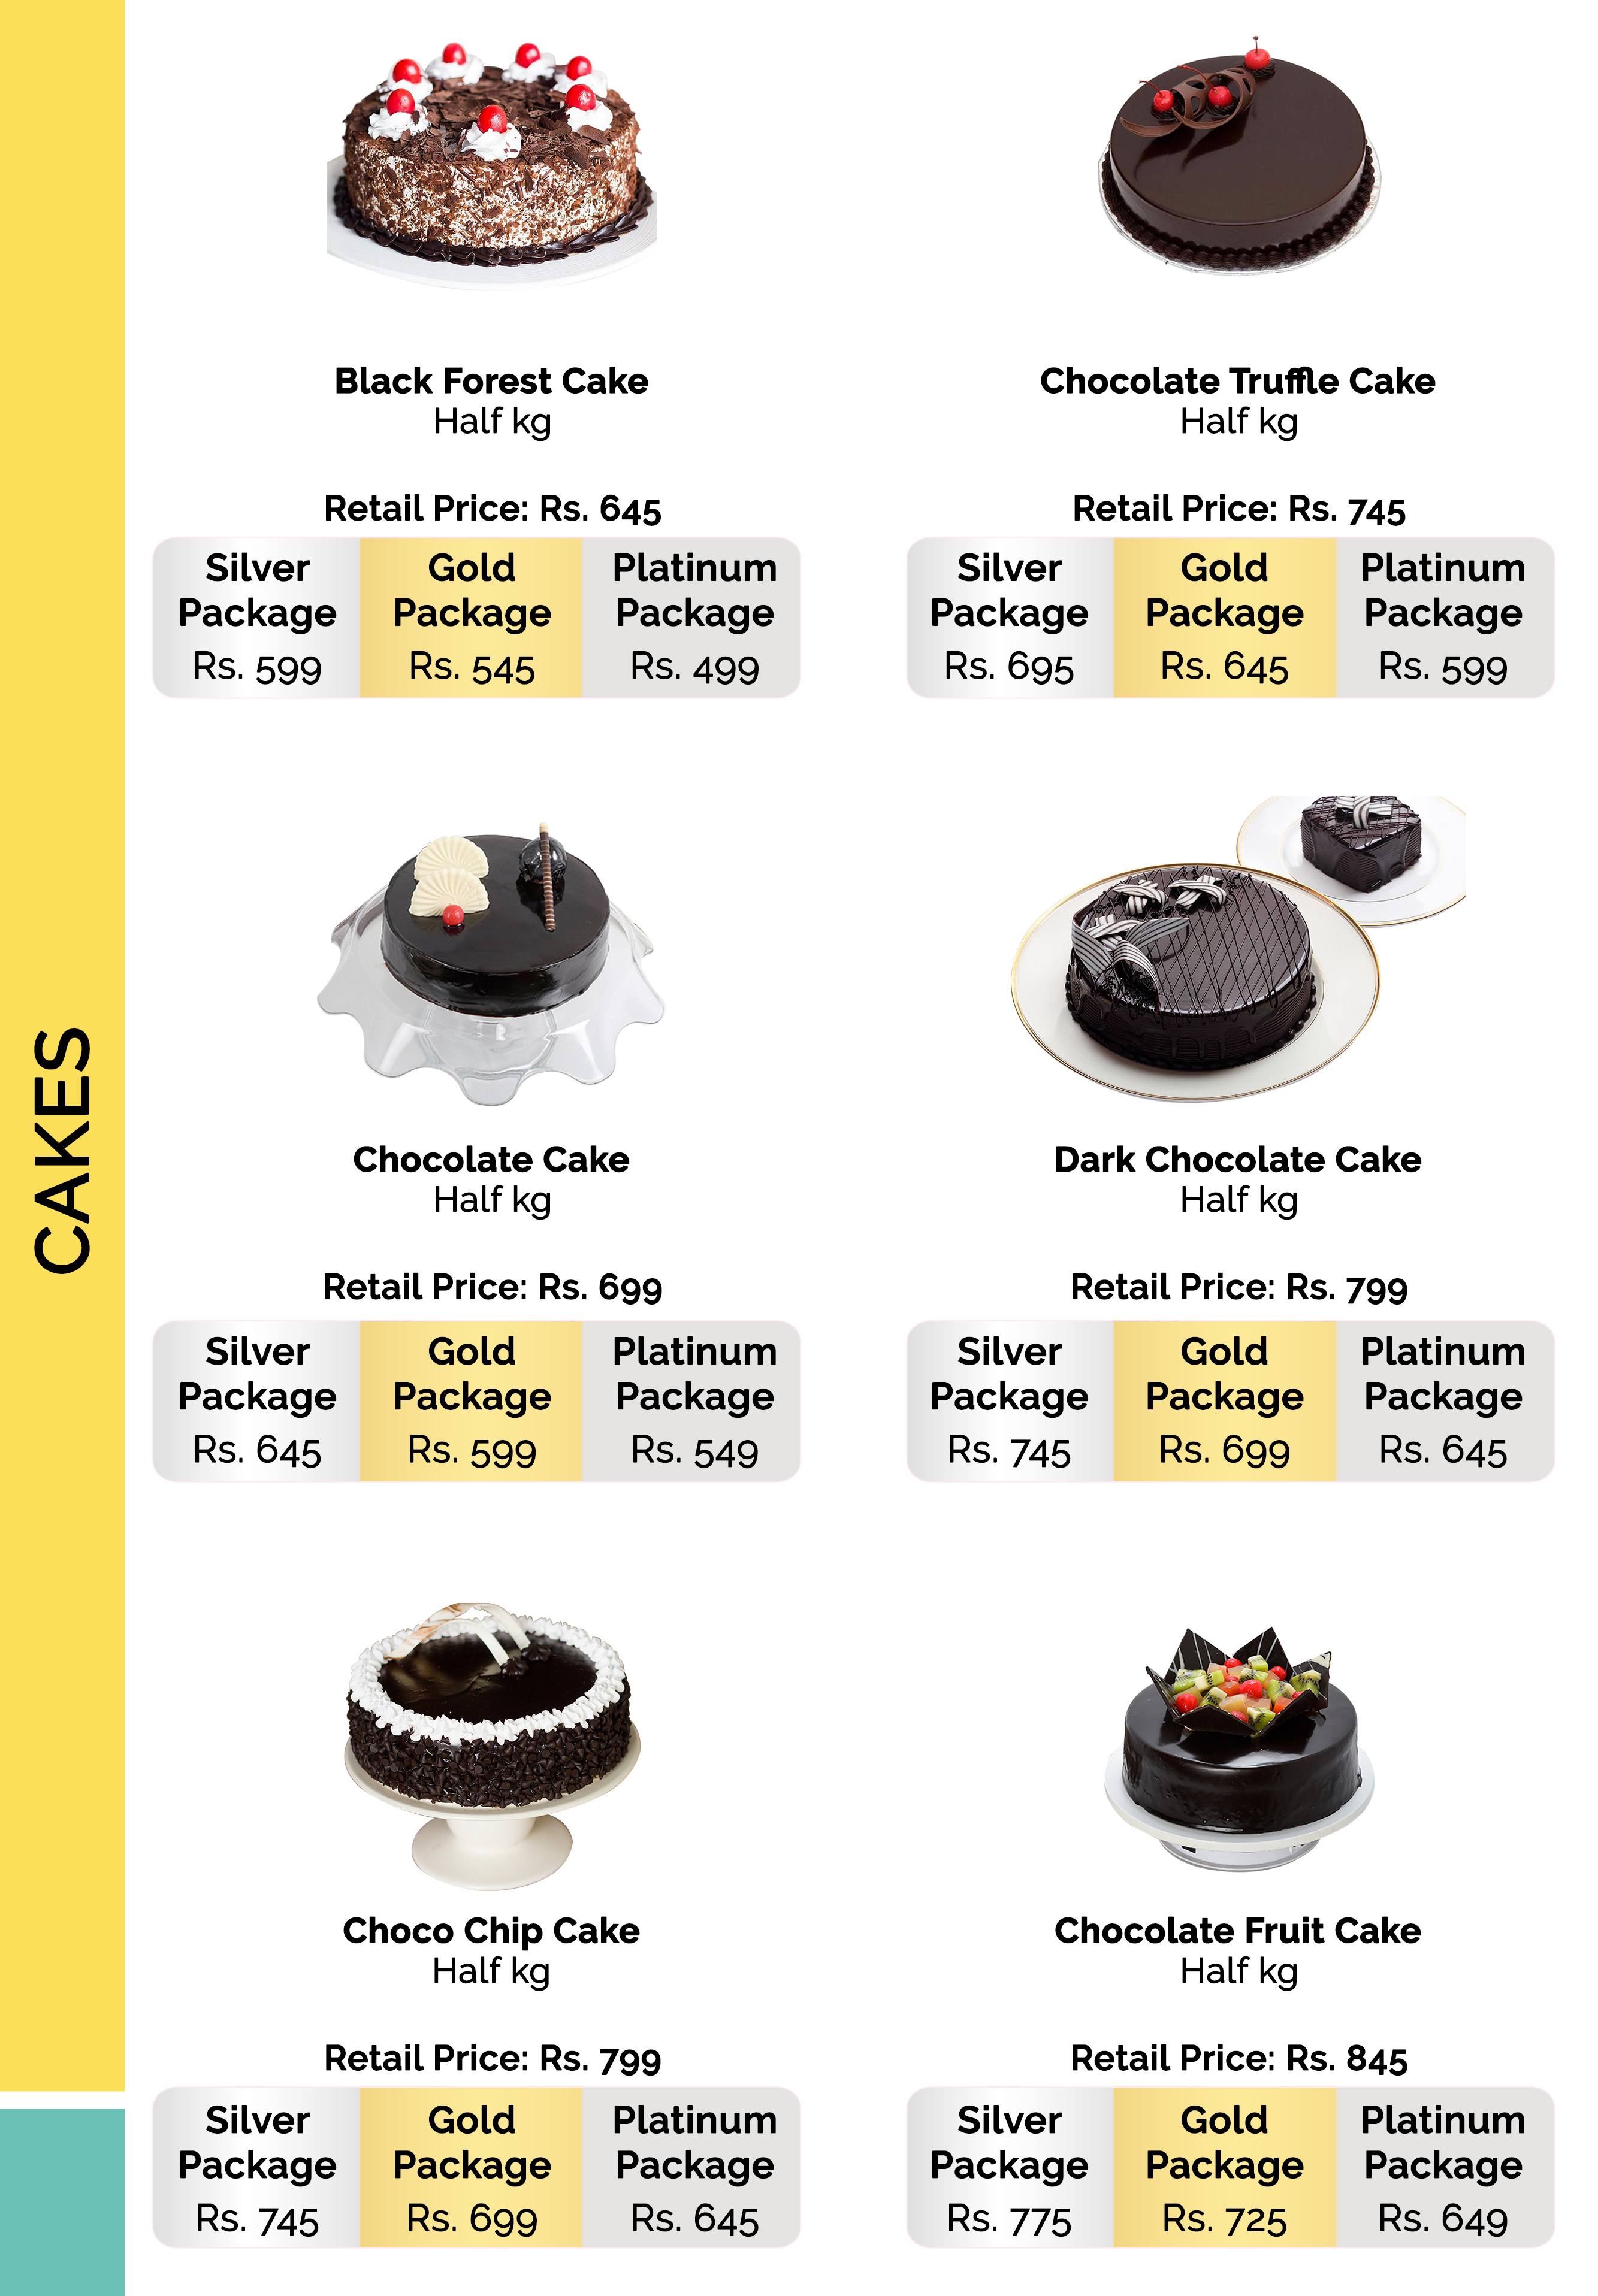 CAKES
Black Forest Cake
Half kg
Retail Price: Rs. 645
Silver Package Rs. 599
Gold Package Rs. 545
Platinum Package Rs. 499
Chocolate Truffle Cake
Half kg
Retail Price: Rs. 745
Silver Package Rs. 695
Gold Package Rs. 645
Platinum Package Rs. 599
Chocolate Cake
Half kg
Retail Price: Rs. 699
Silver Package Rs. 645
Gold Package Rs. 599
Platinum Package Rs. 549
Dark Chocolate Cake
Half kg
Retail Price: Rs. 799
Silver Package Rs. 745
Gold Package Rs. 699
Platinum Package Rs. 645
Choco Chip Cake
Half kg
Retail Price: Rs. 799
Silver Package Rs. 745
Gold Package Rs. 699
Platinum Package Rs. 645
Chocolate Fruit Cake
Half kg
Retail Price: Rs. 845
Silver Package Rs. 775
Gold Package Rs. 725
Platinum Package Rs. 649